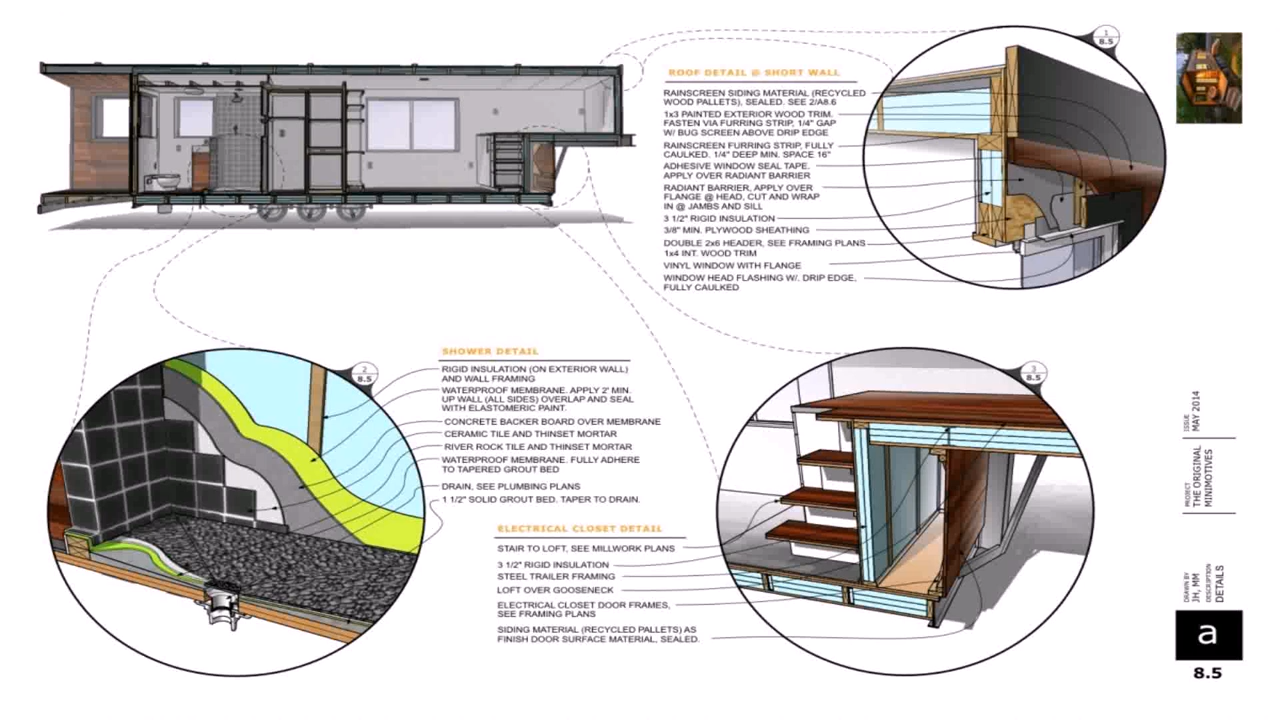 ROOF DETAIL @ SHORT WALL
RAINSCREEN SIDING MATERIAL (RECYCLED
WOOD PALLETS), SEALED. SEE 2/A8.6
1x3 PAINTED EXTERIOR WOOD TRIM.
FASTEN VIA FURRING STRIP, 1/4" GAP
W/ BUG SCREEN ABOVE DRIP EDGE
RAINSCREEN FURRING STRIP, FULLY
CAULKED. 1/4" DEEP MIN. SPACE 16"
ADHESIVE WINDOW SEAL TAPE.
APPLY OVER RADIANT BARRIER
RADIANT BARRIER, APPLY OVER
FLANGE @ HEAD, CUT AND WRAP
IN @ JAMBS AND SILL
3 1/2" RIGID INSULATION
3/8" MIN. PLYWOOD SHEATHING
DOUBLE 2x6 HEADER, SEE FRAMING PLANS
1x4 INT. WOOD TRIM
VINYL WINDOW WITH FLANGE
WINDOW HEAD FLASHING W/. DRIP EDGE,
FULLY CAULKED
1
8.5
SHOWER DETAIL
RIGID INSULATION (ON EXTERIOR WALL)
AND WALL FRAMING
WATERPROOF MEMBRANE. APPLY 2' MIN.
UP WALL (ALL SIDES) OVERLAP AND SEAL
WITH ELASTOMERIC PAINT.
CONCRETE BACKER BOARD OVER MEMBRANE
CERAMIC TILE AND THINSET MORTAR
RIVER ROCK TILE AND THINSET MORTAR
WATERPROOF MEMBRANE. FULLY ADHERE
TO TAPERED GROUT BED
DRAIN, SEE PLUMBING PLANS
1 1/2" SOLID GROUT BED. TAPER TO DRAIN.
2
8.5
ELECTRICAL CLOSET DETAIL
STAIR TO LOFT, SEE MILLWORK PLANS
3 1/2" RIGID INSULATION
STEEL TRAILER FRAMING
LOFT OVER GOOSENECK
ELECTRICAL CLOSET DOOR FRAMES,
SEE FRAMING PLANS
SIDING MATERIAL (RECYCLED PALLETS) AS
FINISH DOOR SURFACE MATERIAL, SEALED.
3
8.5
ISSUE
MAY 2014
PROJECT
THE ORIGINAL
MINIMOTIVES
DRAWN BY
JH, MM
DESCRIPTION
DETAILS
a
8.5